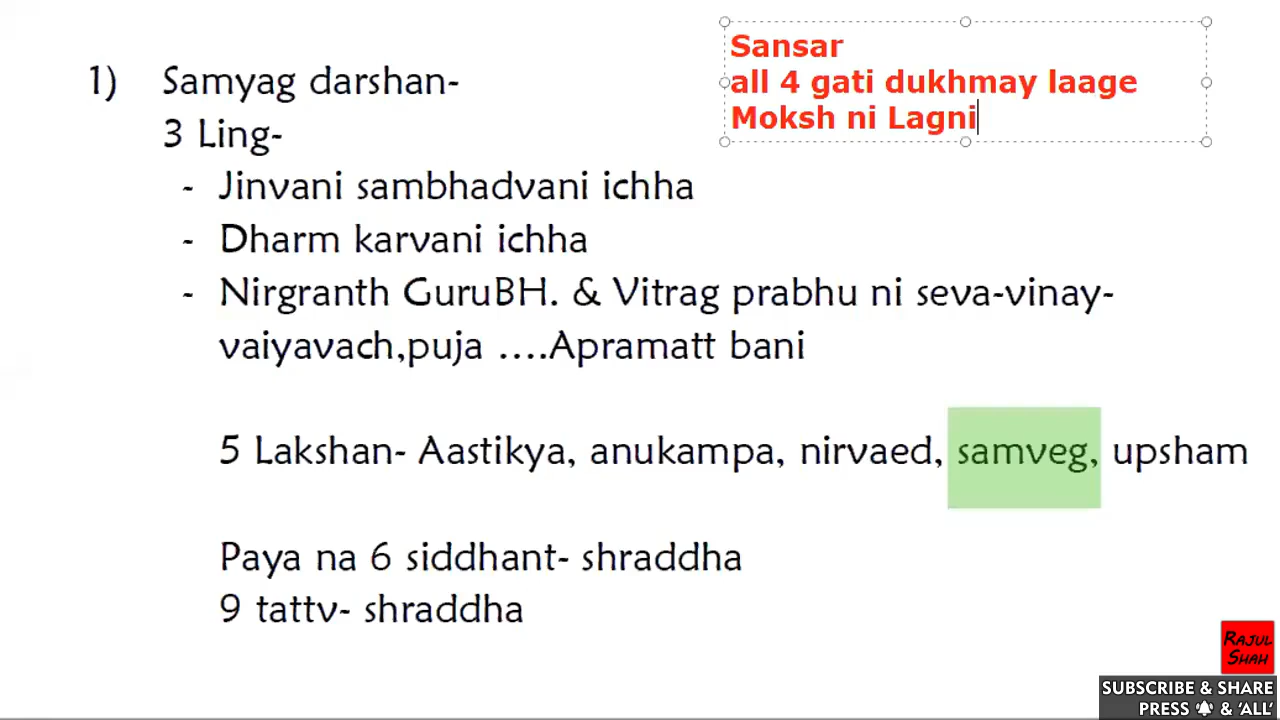 Sansar
all 4 gati dukhmay laage
Moksh ni Lagni
1) Samyag darshan-
3 Ling-
- Jinvani sambhadvani ichha
- Dharm karvani ichha
- Nirgranth GuruBH. & Vitrag prabhu ni seva-vinay-
vaiyavach,puja ....Apramatt bani
5 Lakshan- Aastikya, anukampa, nirvaed, samveg, upsham
Paya na 6 siddhant- shraddha
9 tattv- shraddha
RAJUL
SHAH
SUBSCRIBE & SHARE
PRESS 🔔 & 'ALL'